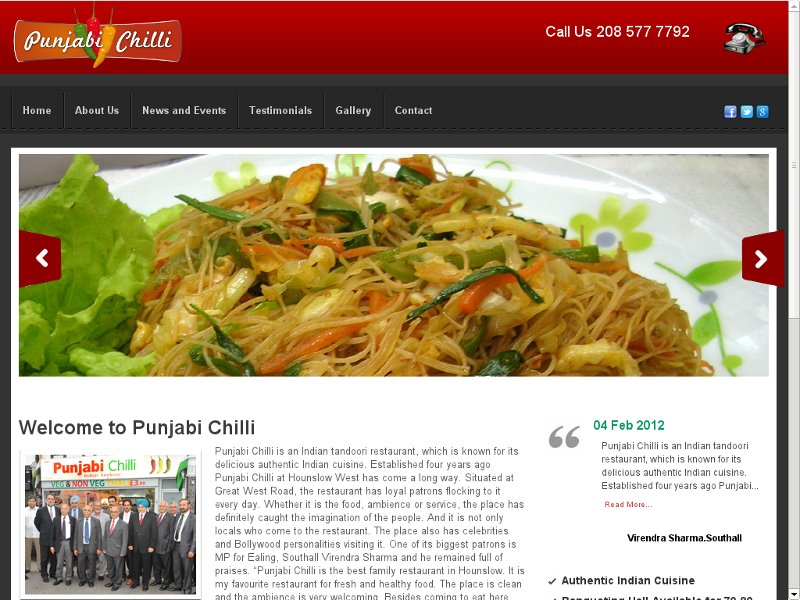 Punjabi Chilli
Call Us 208 577 7792
Home
About Us
News and Events
Testimonials
Gallery
Contact
Welcome to Punjabi Chilli
Punjabi Chilli
Indian Tandoori
VEG & NON VEG
£3.99
Punjabi Chilli is an Indian tandoori restaurant, which is known for its
delicious authentic Indian cuisine. Established four years ago
Punjabi Chilli at Hounslow West has come a long way. Situated at
Great West Road, the restaurant has loyal patrons flocking to it
every day. Whether it is the food, ambience or service, the place has
definitely caught the imagination of the people. And it is not only
locals who come to the restaurant. The place also has celebrities
and Bollywood personalities visiting it. One of its biggest patrons is
MP for Ealing, Southall Virendra Sharma and he remained full of
praises. “Punjabi Chilli is the best family restaurant in Hounslow. It is
my favourite restaurant for fresh and healthy food. The place is clean
and the ambience is very welcoming. Besides coming to eat here
04 Feb 2012
Punjabi Chilli is an Indian tandoori
restaurant, which is known for its
delicious authentic Indian cuisine.
Established four years ago Punjabi...
Read More...
Virendra Sharma.Southall
Authentic Indian Cuisine
Banqueting Hall Available for 70-80